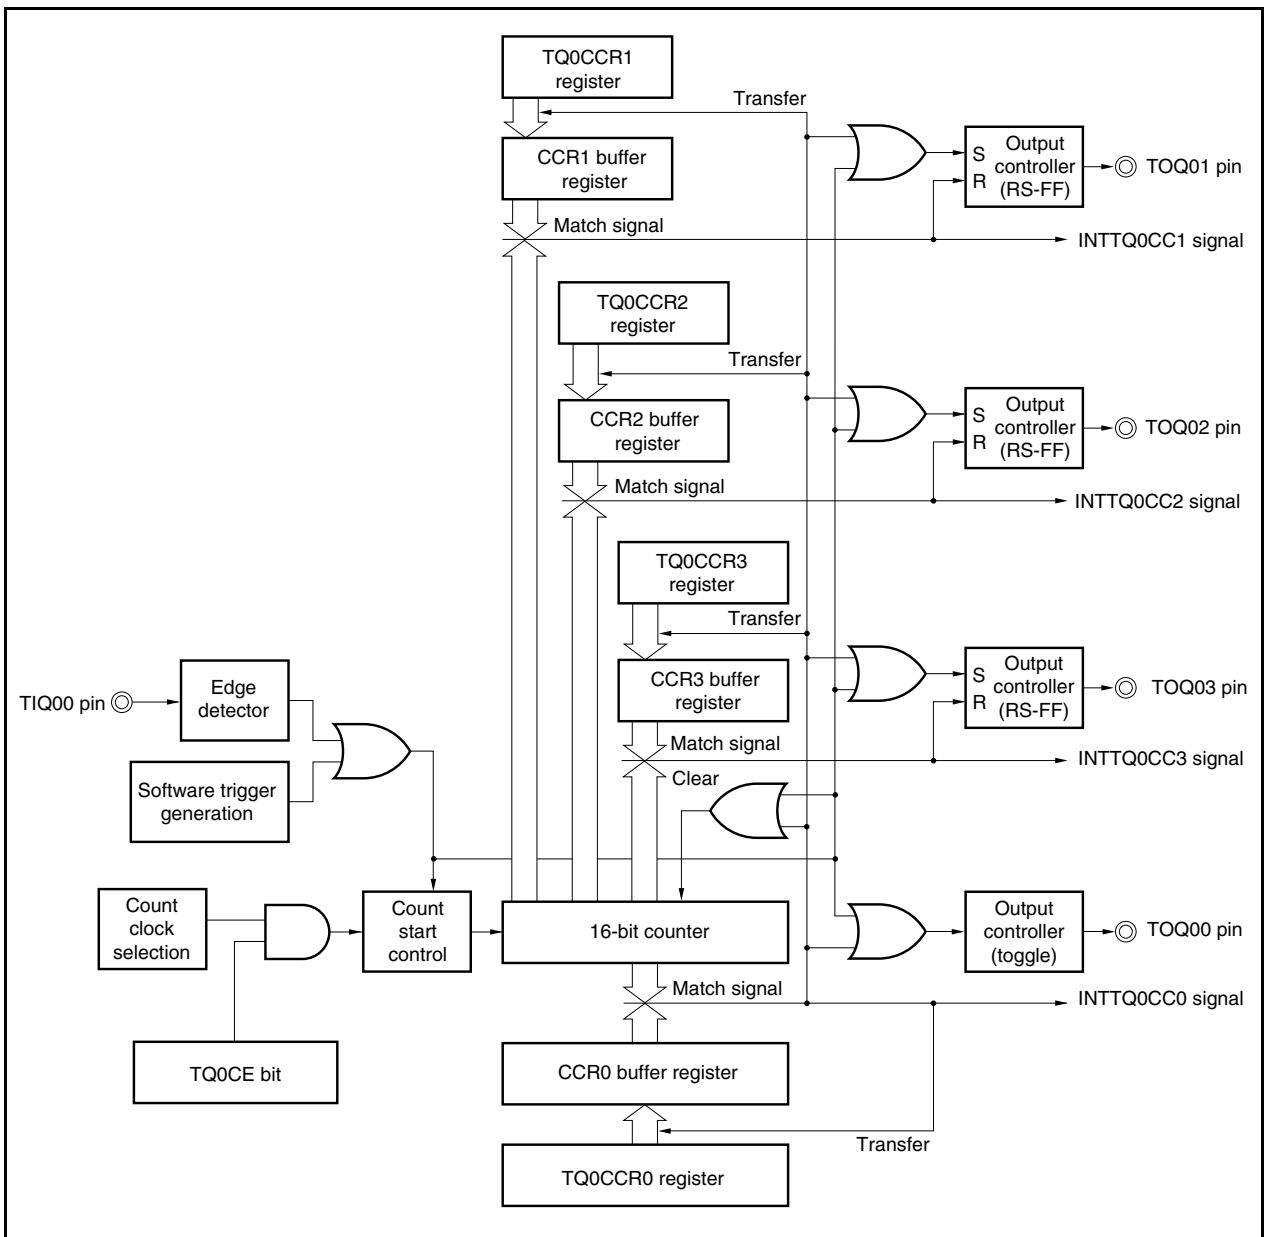 TQ0CCR1
register
Transfer
CCR1 buffer
register
S
R
Output
controller
(RS-FF)
TOQ01 pin
Match signal
INTTQ0CC1 signal
TQ0CCR2
register
Transfer
CCR2 buffer
register
S
R
Output
controller
(RS-FF)
TOQ02 pin
Match signal
INTTQ0CC2 signal
TQ0CCR3
register
Transfer
CCR3 buffer
register
S
R
Output
controller
(RS-FF)
TOQ03 pin
TIQ00 pin
Edge
detector
Match signal
INTTQ0CC3 signal
Clear
Software trigger
generation
Count
clock
selection
Count
start
control
16-bit counter
Output
controller
(toggle)
TOQ00 pin
Match signal
INTTQ0CC0 signal
TQ0CE bit
CCR0 buffer register
Transfer
TQ0CCR0 register